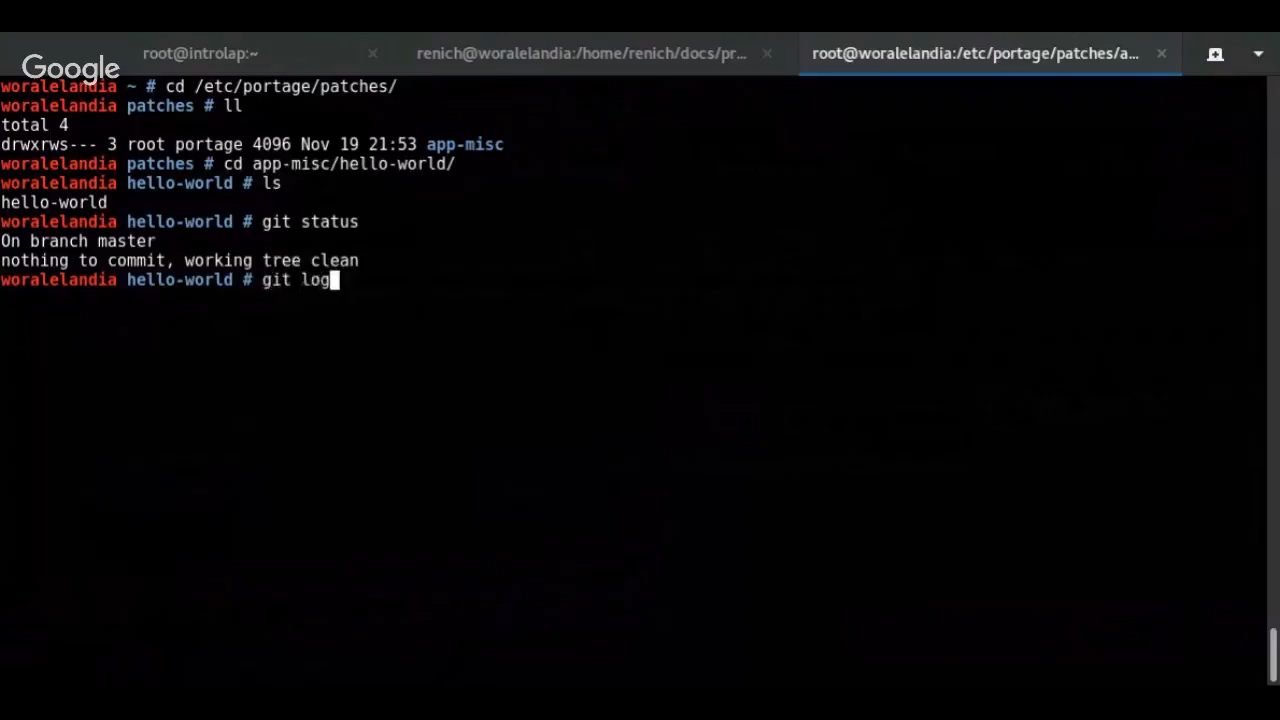 root@introlap:~ × renich@woralelandia:/home/renich/docs/pr... × root@woralelandia:/etc/portage/patches/a... ×
Google
woralelandia ~ # cd /etc/portage/patches/
woralelandia patches # ll
total 4
drwxrws--- 3 root portage 4096 Nov 19 21:53 app-misc
woralelandia patches # cd app-misc/hello-world/
woralelandia hello-world # ls
hello-world
woralelandia hello-world # git status
On branch master
nothing to commit, working tree clean
woralelandia hello-world # git log